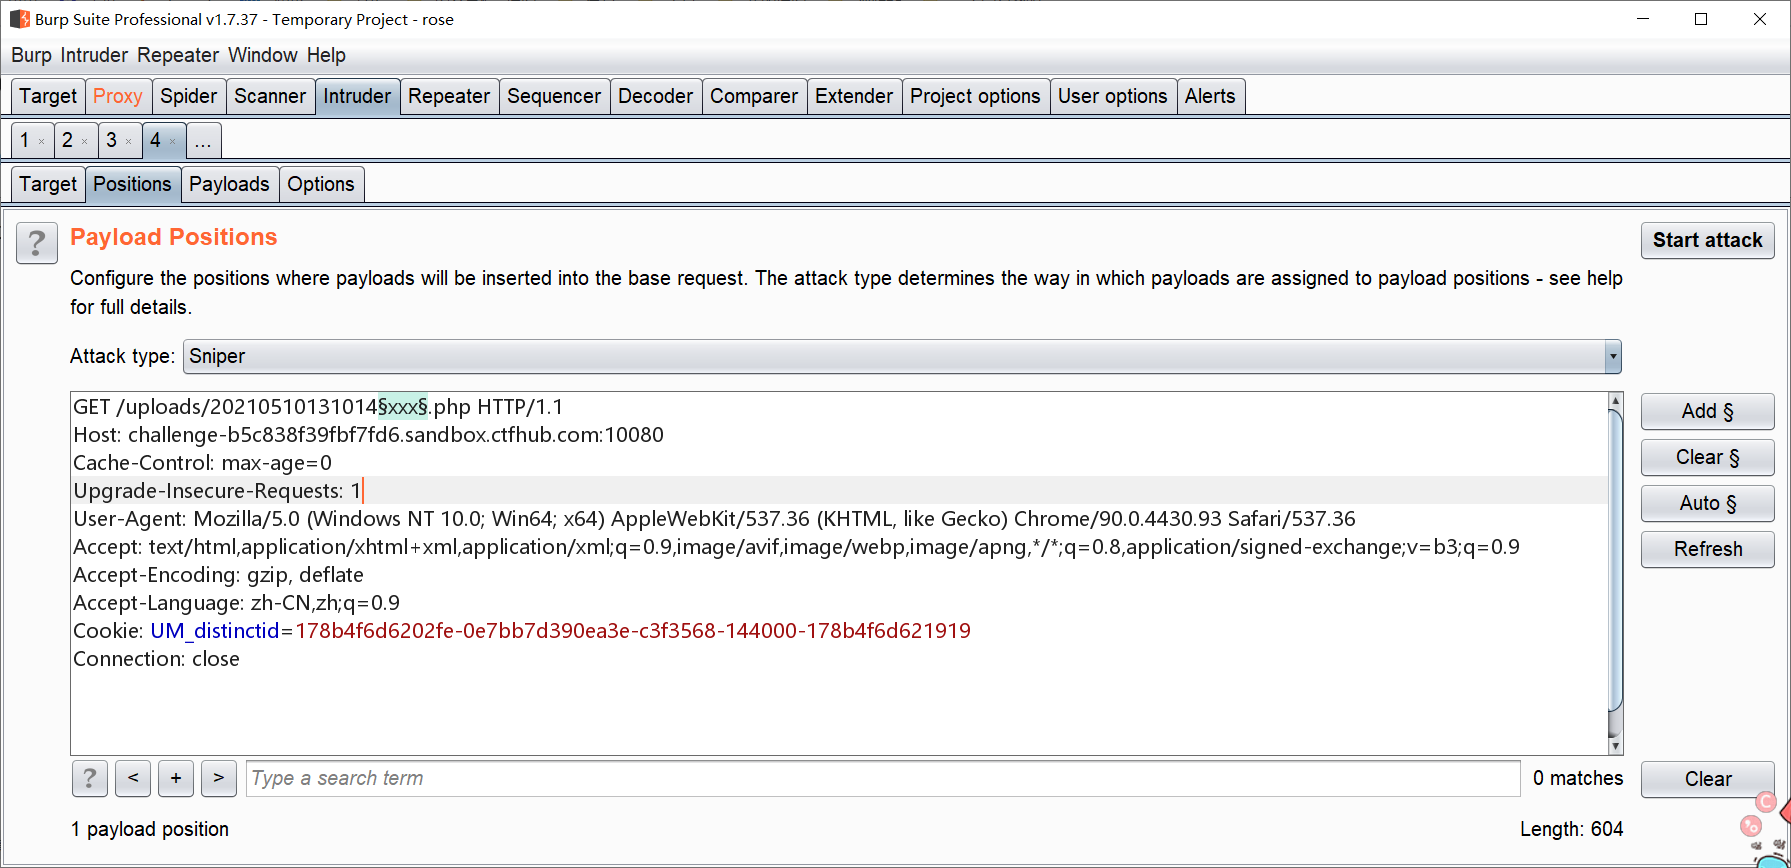 Burp Suite Professional v1.7.37 - Temporary Project - rose
Burp Intruder Repeater Window Help
Target Proxy Spider Scanner Intruder Repeater Sequencer Decoder Comparer Extender Project options User options Alerts
1 × 2 × 3 × 4 × ...
Target Positions Payloads Options
? Payload Positions
Start attack
Configure the positions where payloads will be inserted into the base request. The attack type determines the way in which payloads are assigned to payload positions - see help
for full details.
Attack type: Sniper
GET /uploads/20210510131014§xxx§.php HTTP/1.1
Host: challenge-b5c838f39fbf7fd6.sandbox.ctfhub.com:10080
Cache-Control: max-age=0
Upgrade-Insecure-Requests: 1
User-Agent: Mozilla/5.0 (Windows NT 10.0; Win64; x64) AppleWebKit/537.36 (KHTML, like Gecko) Chrome/90.0.4430.93 Safari/537.36
Accept: text/html,application/xhtml+xml,application/xml;q=0.9,image/avif,image/webp,image/apng,*/*;q=0.8,application/signed-exchange;v=b3;q=0.9
Accept-Encoding: gzip, deflate
Accept-Language: zh-CN,zh;q=0.9
Cookie: UM_distinctid=178b4f6d6202fe-0e7bb7d390ea3e-c3f3568-144000-178b4f6d621919
Connection: close
Add §
Clear §
Auto §
Refresh
? < + > Type a search term 0 matches Clear
1 payload position Length: 604